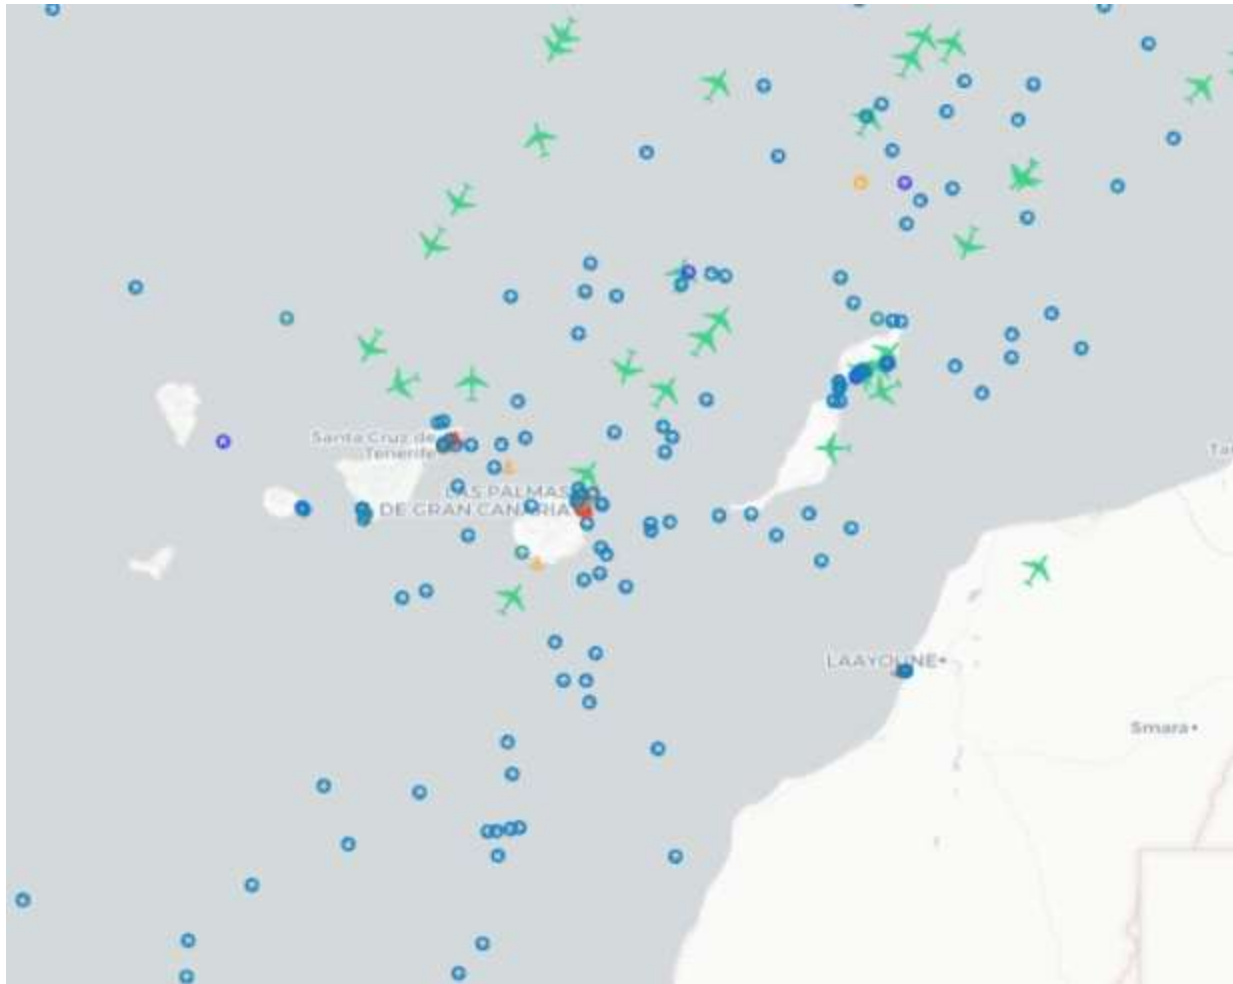 Santa Cruz de
Tenerife
LAS PALMAS
DE GRAN CANARIA
LAAYOUNE
Smara